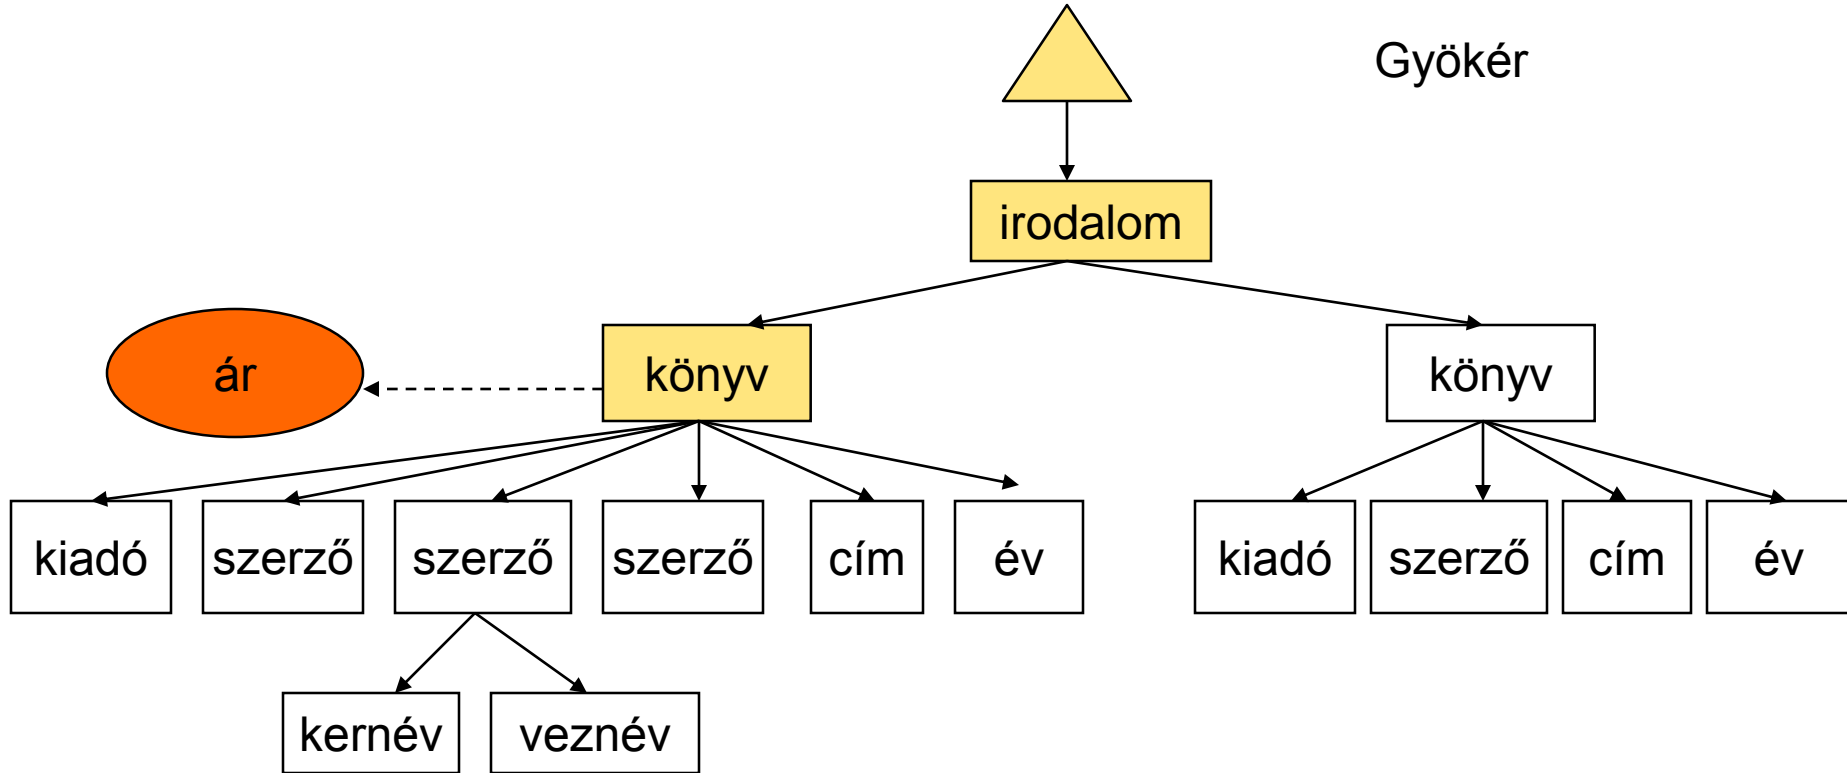 Gyökér
irodalom
ár
könyv
könyv
kiadó
szerző
szerző
szerző
cím
év
kiadó
szerző
cím
év
kernév
veznév